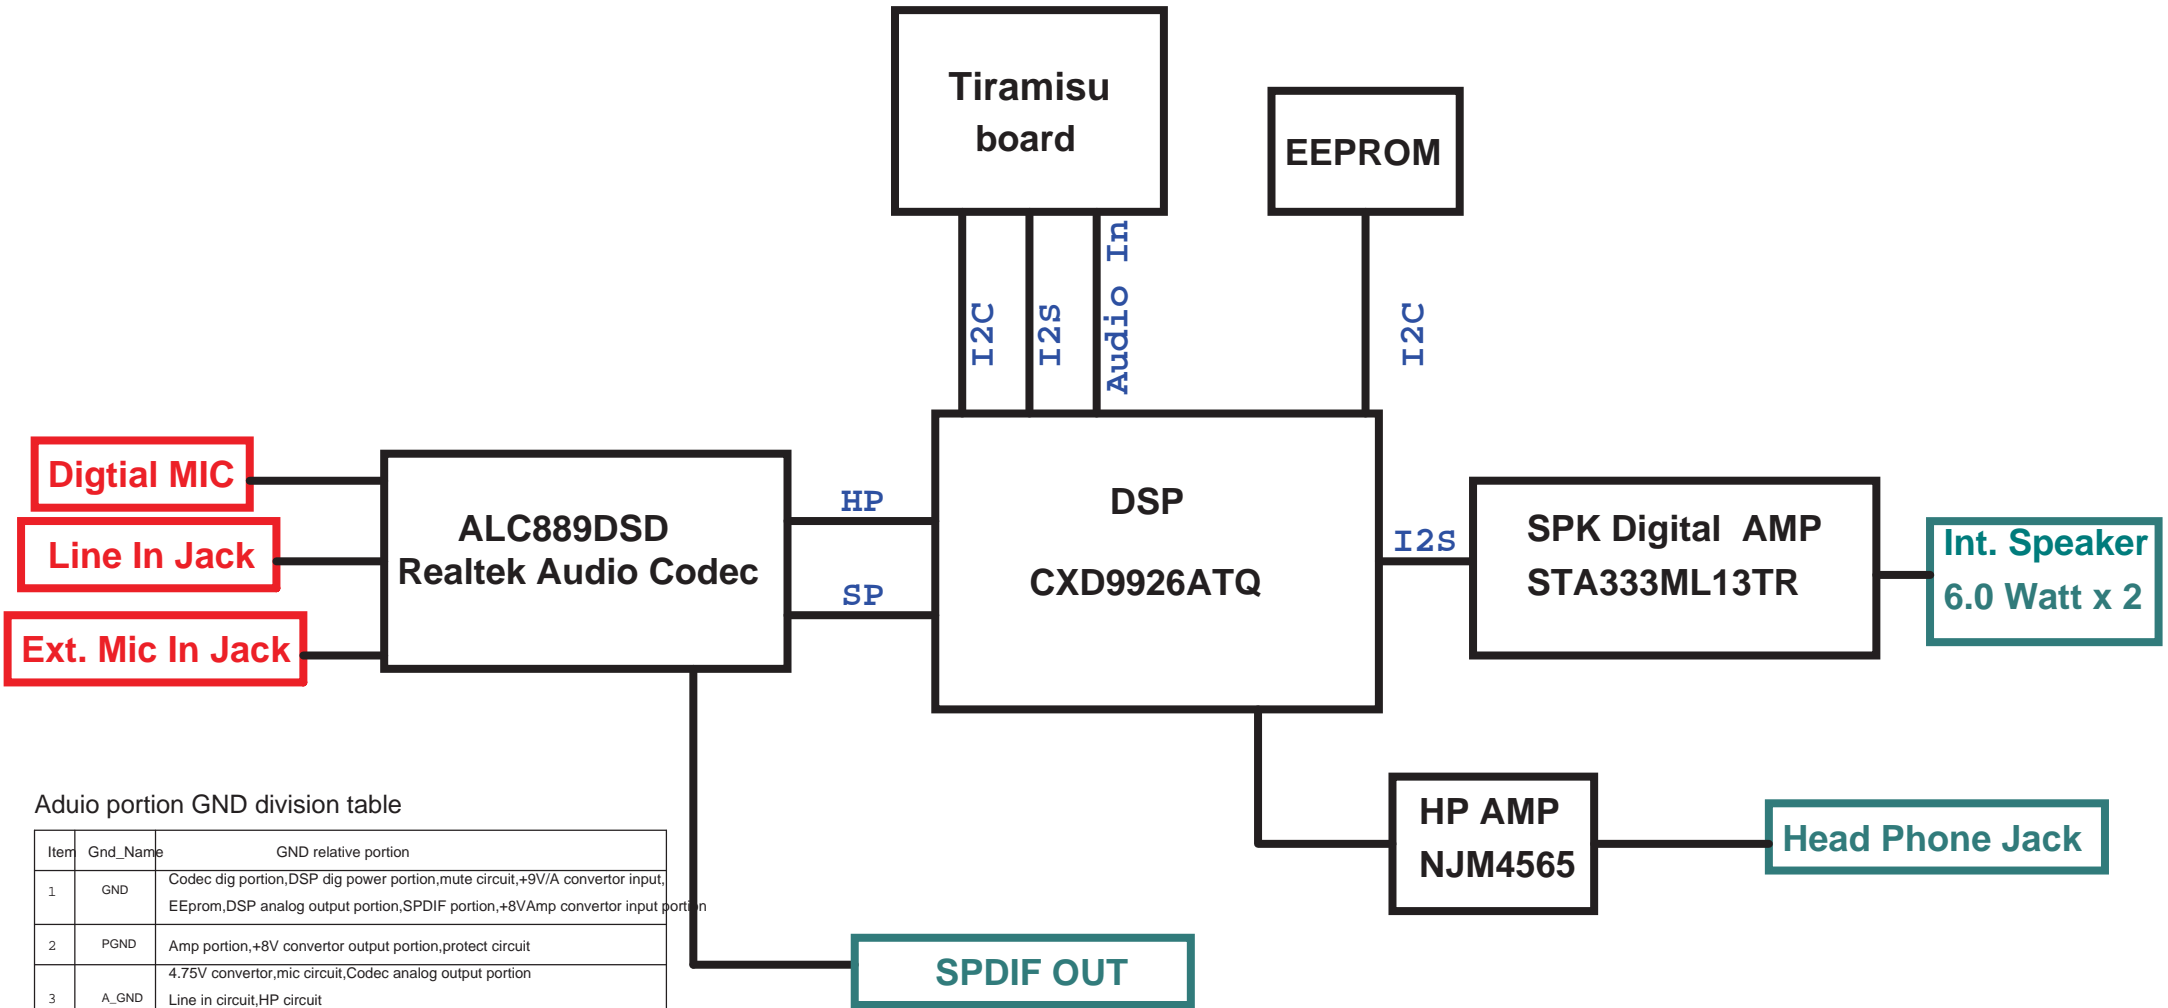 Tiramisu
board
EEPROM
I2C
I2S
Audio In
I2C
Digtial MIC
Line In Jack
Ext. Mic In Jack
ALC889DSD
Realtek Audio Codec
HP
SP
DSP
CXD9926ATQ
I2S
SPK Digital AMP
STA333ML13TR
Int. Speaker
6.0 Watt x 2
HP AMP
NJM4565
Head Phone Jack
SPDIF OUT
Aduio portion GND division table
Item Gnd_Name GND relative portion
1 GND Codec dig portion,DSP dig power portion,mute circuit,+9V/A convertor input,
EEprom,DSP analog output portion,SPDIF portion,+8VAmp convertor input portion
2 PGND Amp portion,+8V convertor output portion,protect circuit
3 A_GND 4.75V convertor,mic circuit,Codec analog output portion
Line in circuit,HP circuit